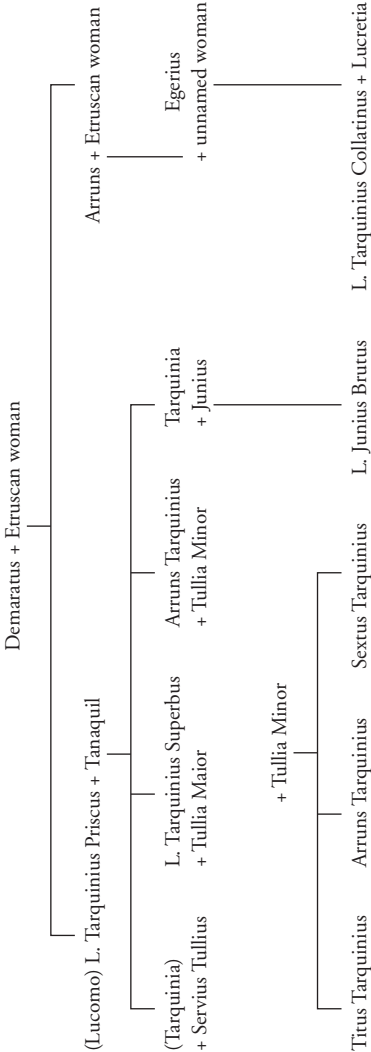 Demaratus + Etruscan woman
(Lucomo) L. Tarquinius Priscus + Tanaquil
Arruns + Etruscan woman
(Tarquinia)
+ Servius Tullius
L. Tarquinius Superbus
+ Tullia Maior
Arruns Tarquinius
+ Tullia Minor
Tarquinia
+ Junius
Egerius
+ unnamed woman
+ Tullia Minor
Titus Tarquinius
Arruns Tarquinius
Sextus Tarquinius
L. Junius Brutus
L. Tarquinius Collatinus + Lucretia